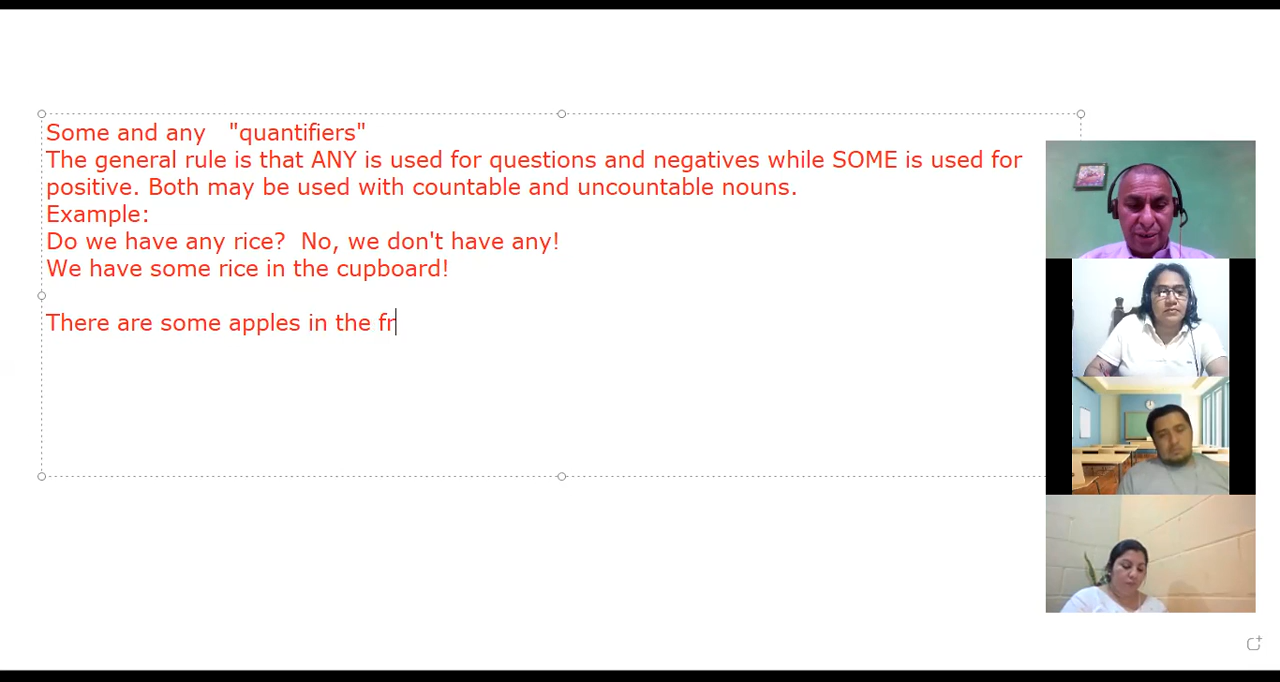 Some and any "quantifiers"
The general rule is that ANY is used for questions and negatives while SOME is used for
positive. Both may be used with countable and uncountable nouns.
Example:
Do we have any rice? No, we don't have any!
We have some rice in the cupboard!
There are some apples in the fr